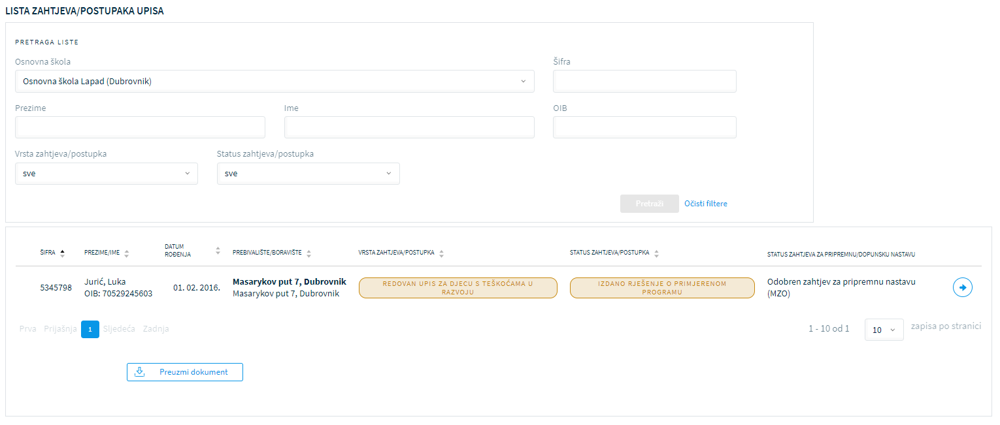 LISTA ZAHTJEVA/POSTUPAKA UPISA
PRETRAGA LISTE
Osnovna škola
Šifra
Osnovna škola Lapad (Dubrovnik)
Prezime
Ime
OIB
Vrsta zahtjeva/postupka
Status zahtjeva/postupka
sve
sve
Pretraži
Očisti filtere
ŠIFRA
PREZIME/IME
DATUM
ROĐENJA
PREBIVALIŠTE/BORAVIŠTE
VRSTA ZAHTJEVA/POSTUPKA
STATUS ZAHTJEVA/POSTUPKA
STATUS ZAHTJEVA ZA PRIPREMNU/DOPUNSKU NASTAVU
5345798
Jurić, Luka
OIB: 70529245603
01. 02. 2016.
Masarykov put 7, Dubrovnik
Masarykov put 7, Dubrovnik
REDOVAN UPIS ZA DJECU S TEŠKOĆAMA U
RAZVOJU
IZDANO RJEŠENJE O PRIMJERENOM
PROGRAMU
Odobren zahtjev za pripremnu nastavu
(MZO)
Prva Prijašnja 1 Sljedeća Zadnja
1 - 10 od 1
10
zapisa po stranici
Preuzmi dokument